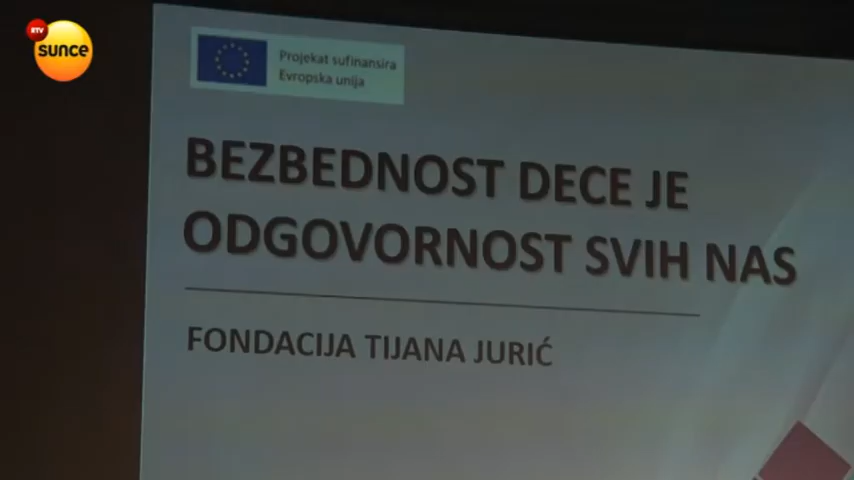 RTV
sunce
Projekat sufinansira
Evropska unija
BEZBEDNOST DECE JE
ODGOVORNOST SVIH NAS
FONDACIJA TIJANA JURIĆ